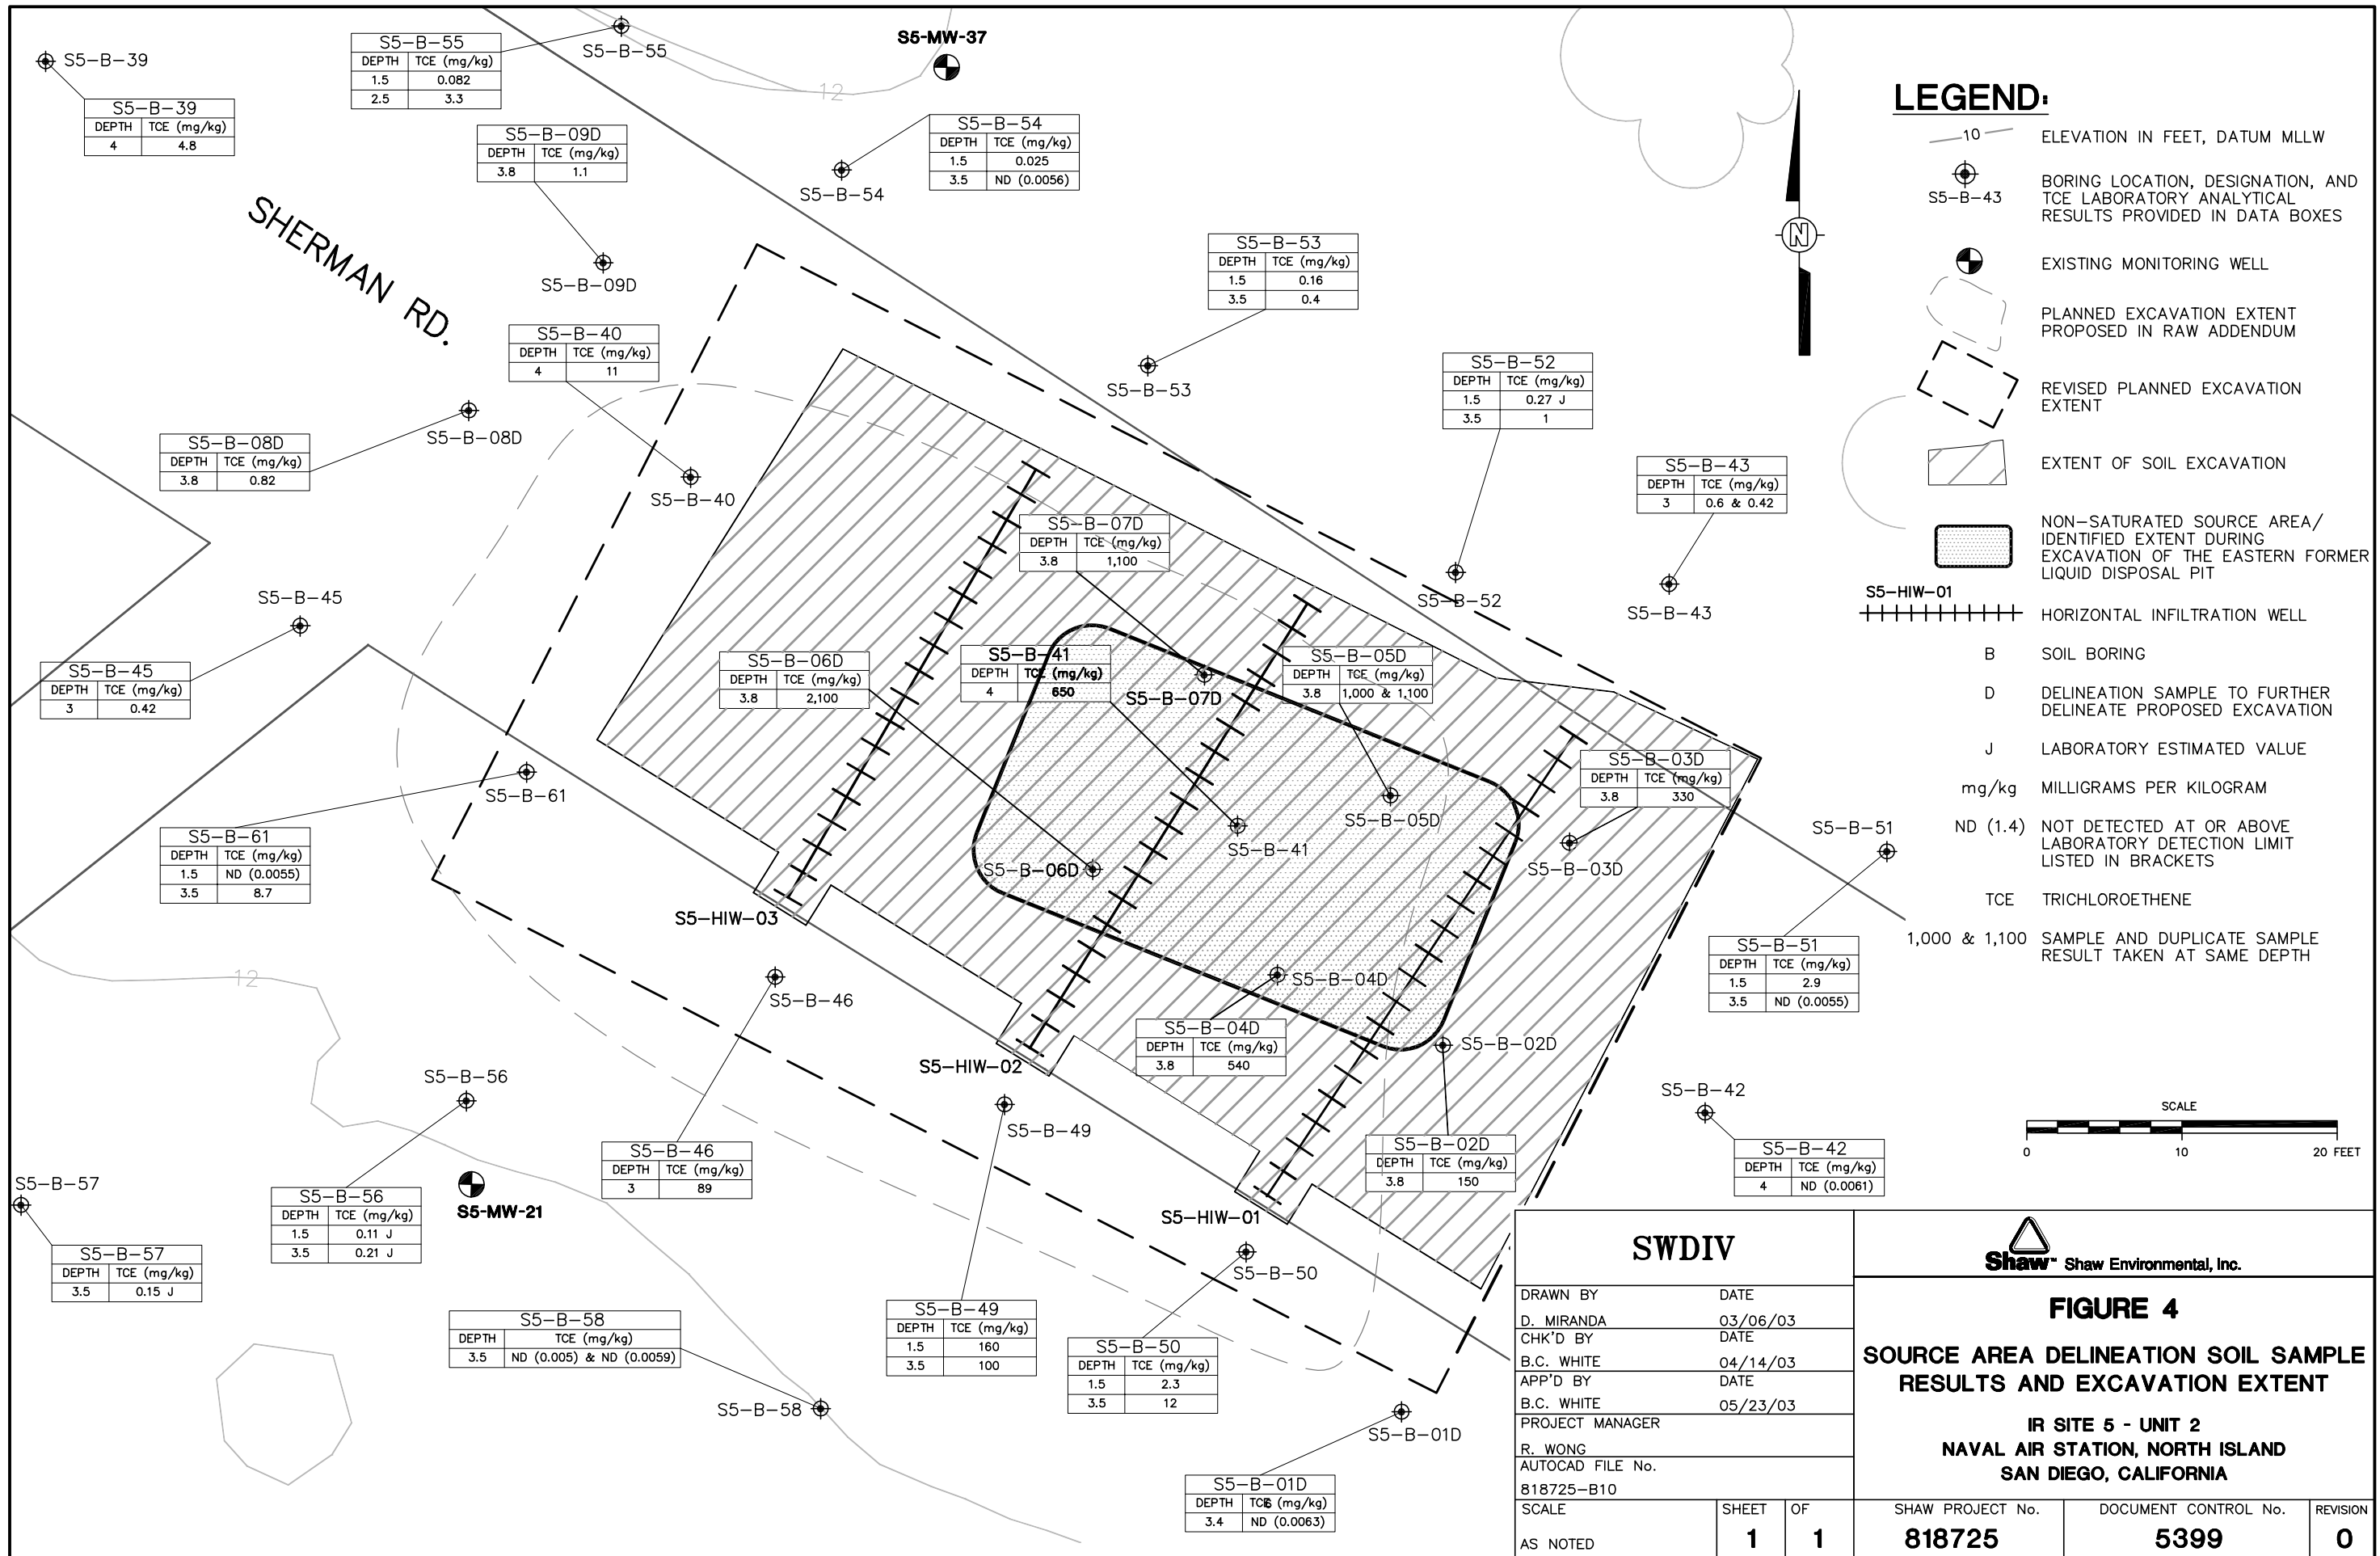 S5-B-39
S5-B-39
DEPTH TCE (mg/kg)
4 4.8
S5-B-55
DEPTH TCE (mg/kg)
1.5 0.082
2.5 3.3
S5-B-55
S5-MW-37
12
S5-B-09D
DEPTH TCE (mg/kg)
3.8 1.1
S5-B-09D
S5-B-54
DEPTH TCE (mg/kg)
1.5 0.025
3.5 ND (0.0056)
S5-B-54
SHERMAN RD.
S5-B-53
DEPTH TCE (mg/kg)
1.5 0.16
3.5 0.4
S5-B-53
S5-B-40
DEPTH TCE (mg/kg)
4 11
S5-B-40
S5-B-52
DEPTH TCE (mg/kg)
1.5 0.27 J
3.5 1
S5-B-52
S5-B-08D
DEPTH TCE (mg/kg)
3.8 0.82
S5-B-08D
S5-B-43
DEPTH TCE (mg/kg)
3 0.6 & 0.42
S5-B-43
S5-B-07D
DEPTH TCE (mg/kg)
3.8 1,100
S5-B-07D
S5-B-45
S5-B-45
DEPTH TCE (mg/kg)
3 0.42
S5-B-06D
DEPTH TCE (mg/kg)
3.8 2,100
S5-B-06D
S5-B-41
DEPTH TCE (mg/kg)
4 650
S5-B-41
S5-B-05D
DEPTH TCE (mg/kg)
3.8 1,000 & 1,100
S5-B-05D
S5-B-03D
DEPTH TCE (mg/kg)
3.8 330
S5-B-03D
S5-B-61
S5-B-61
DEPTH TCE (mg/kg)
1.5 ND (0.0055)
3.5 8.7
S5-HIW-03
S5-B-51
S5-B-51
DEPTH TCE (mg/kg)
1.5 2.9
3.5 ND (0.0055)
12
S5-B-46
S5-B-46
DEPTH TCE (mg/kg)
3 89
S5-B-04D
S5-B-04D
DEPTH TCE (mg/kg)
3.8 540
S5-B-02D
S5-B-02D
DEPTH TCE (mg/kg)
3.8 150
S5-HIW-02
S5-B-56
S5-B-56
DEPTH TCE (mg/kg)
1.5 0.11 J
3.5 0.21 J
S5-B-49
S5-B-49
DEPTH TCE (mg/kg)
1.5 160
3.5 100
S5-B-42
S5-B-42
DEPTH TCE (mg/kg)
4 ND (0.0061)
S5-B-57
S5-B-57
DEPTH TCE (mg/kg)
3.5 0.15 J
S5-MW-21
S5-HIW-01
S5-B-50
S5-B-50
DEPTH TCE (mg/kg)
1.5 2.3
3.5 12
S5-B-58
DEPTH TCE (mg/kg)
3.5 ND (0.005) & ND (0.0059)
S5-B-58
S5-B-01D
S5-B-01D
DEPTH (mg/kg)
3.4 ND (0.0063)
N
LEGEND:
10 ELEVATION IN FEET, DATUM MLLW
S5-B-43
BORING LOCATION, DESIGNATION, AND
TCE LABORATORY ANALYTICAL
RESULTS PROVIDED IN DATA BOXES
EXISTING MONITORING WELL
PLANNED EXCAVATION EXTENT
PROPOSED IN RAW ADDENDUM
REVISED PLANNED EXCAVATION
EXTENT
EXTENT OF SOIL EXCAVATION
NON-SATURATED SOURCE AREA/
IDENTIFIED EXTENT DURING
EXCAVATION OF THE EASTERN FORMER
LIQUID DISPOSAL PIT
S5-HIW-01
HORIZONTAL INFILTRATION WELL
B SOIL BORING
D DELINEATION SAMPLE TO FURTHER
DELINEATE PROPOSED EXCAVATION
J LABORATORY ESTIMATED VALUE
mg/kg MILLIGRAMS PER KILOGRAM
ND (1.4) NOT DETECTED AT OR ABOVE
LABORATORY DETECTION LIMIT
LISTED IN BRACKETS
TCE TRICHLOROETHENE
1,000 & 1,100 SAMPLE AND DUPLICATE SAMPLE
RESULT TAKEN AT SAME DEPTH
SCALE
0 10 20 FEET
SWDIV
DRAWN BY DATE
D. MIRANDA 03/06/03
CHK'D BY DATE
B.C. WHITE 04/14/03
APP'D BY DATE
B.C. WHITE 05/23/03
PROJECT MANAGER
R. WONG
AUTOCAD FILE No.
818725-B10
SCALE SHEET OF
AS NOTED 1 1
Shaw™ Shaw Environmental, Inc.
FIGURE 4
SOURCE AREA DELINEATION SOIL SAMPLE
RESULTS AND EXCAVATION EXTENT
IR SITE 5 - UNIT 2
NAVAL AIR STATION, NORTH ISLAND
SAN DIEGO, CALIFORNIA
SHAW PROJECT No. DOCUMENT CONTROL No. REVISION
818725 5399 0